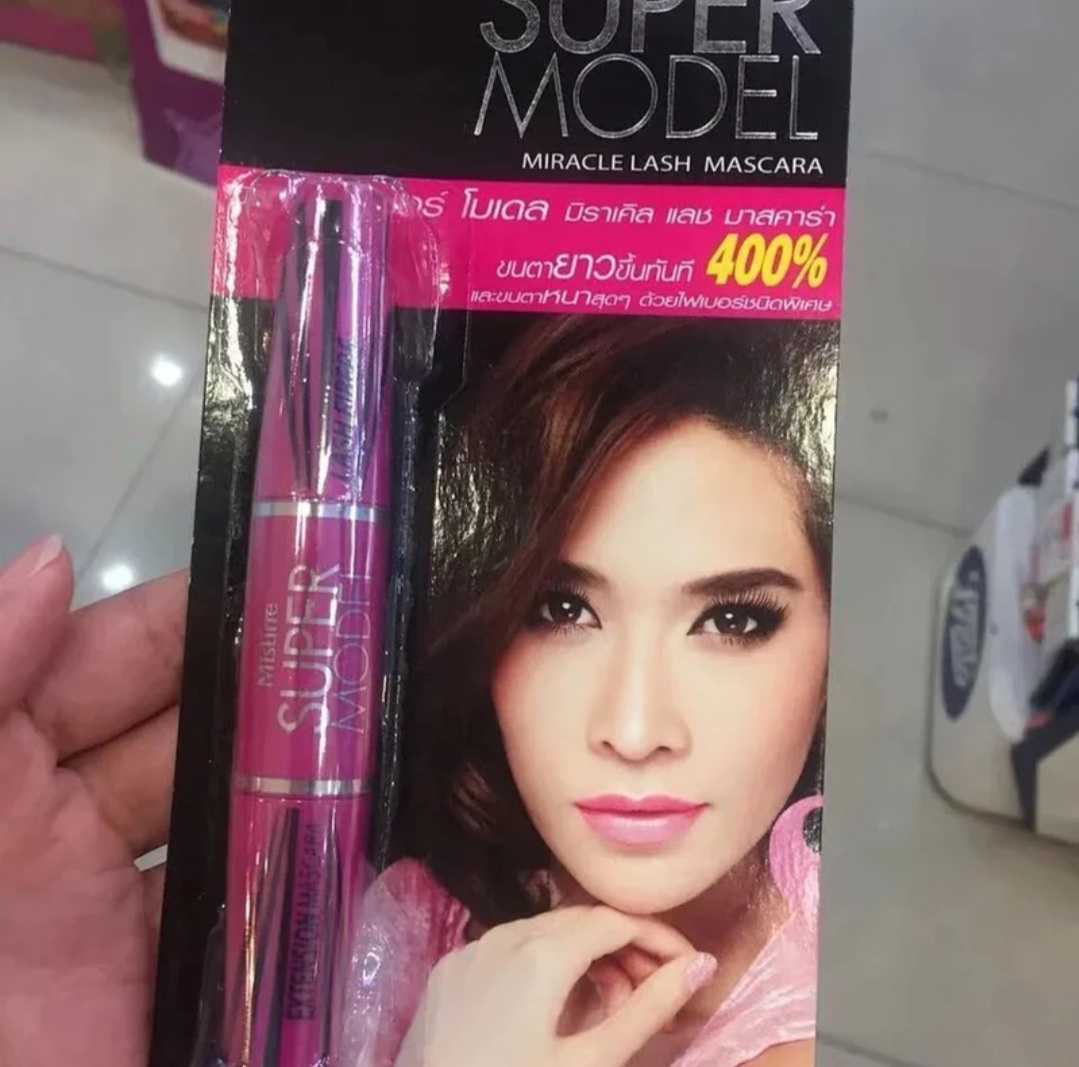 SUPER
MODEL
MIRACLE LASH MASCARA
โมเดล มิราเคิล แลช มาสคาร่า
ขนตายาวขึ้นทันที 400%
และขนตาหนาสุดๆ ด้วยไฟเบอร์ชนิดพิเศษ
Mistine
SUPER
MODEL
EXTENSION MASCARA